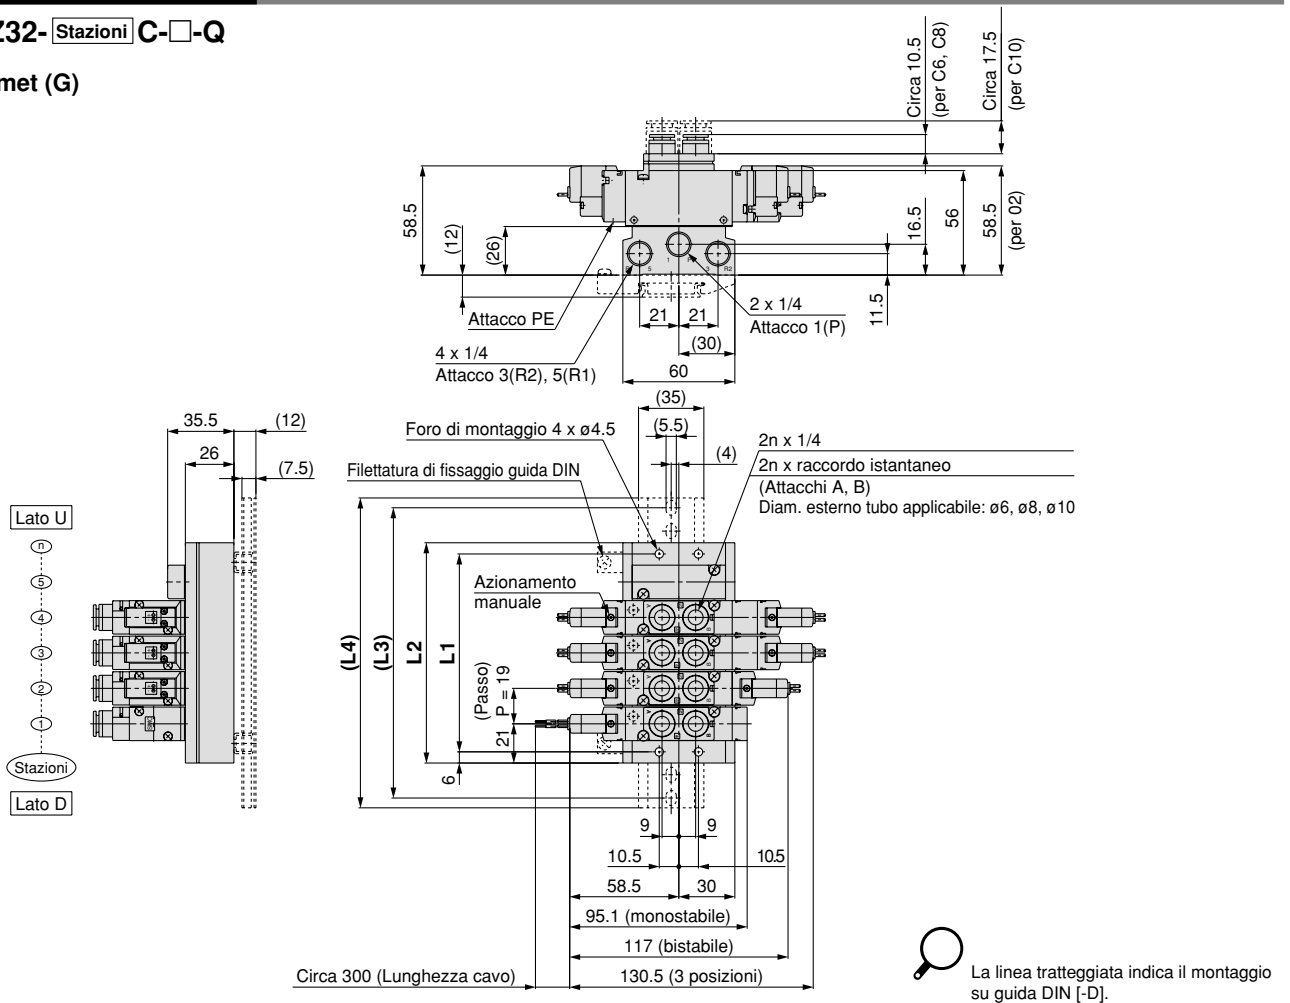 Z32- Stazioni C-□-Q
met (G)
Circa 10.5
(per C6, C8)
Circa 17.5
(per C10)
58.5
(12)
(26)
16.5
56
58.5
(per 02)
11.5
5
1
3
R2
Attacco PE
21
21
2 x 1/4
Attacco 1(P)
(30)
4 x 1/4
Attacco 3(R2), 5(R1)
60
(35)
35.5
(12)
Foro di montaggio 4 x ø4.5
(5.5)
2n x 1/4
26
(7.5)
(4)
2n x raccordo istantaneo
Filettatura di fissaggio guida DIN
(Attacchi A, B)
Diam. esterno tubo applicabile: ø6, ø8, ø10
Lato U
n
5
4
3
2
1
Stazioni
Lato D
Azionamento
manuale
(L4)
(L3)
L2
L1
(Passo)
P = 19
21
6
9
9
10.5
10.5
58.5
30
95.1 (monostabile)
117 (bistabile)
Circa 300 (Lunghezza cavo)
130.5 (3 posizioni)
La linea tratteggiata indica il montaggio
su guida DIN [-D].